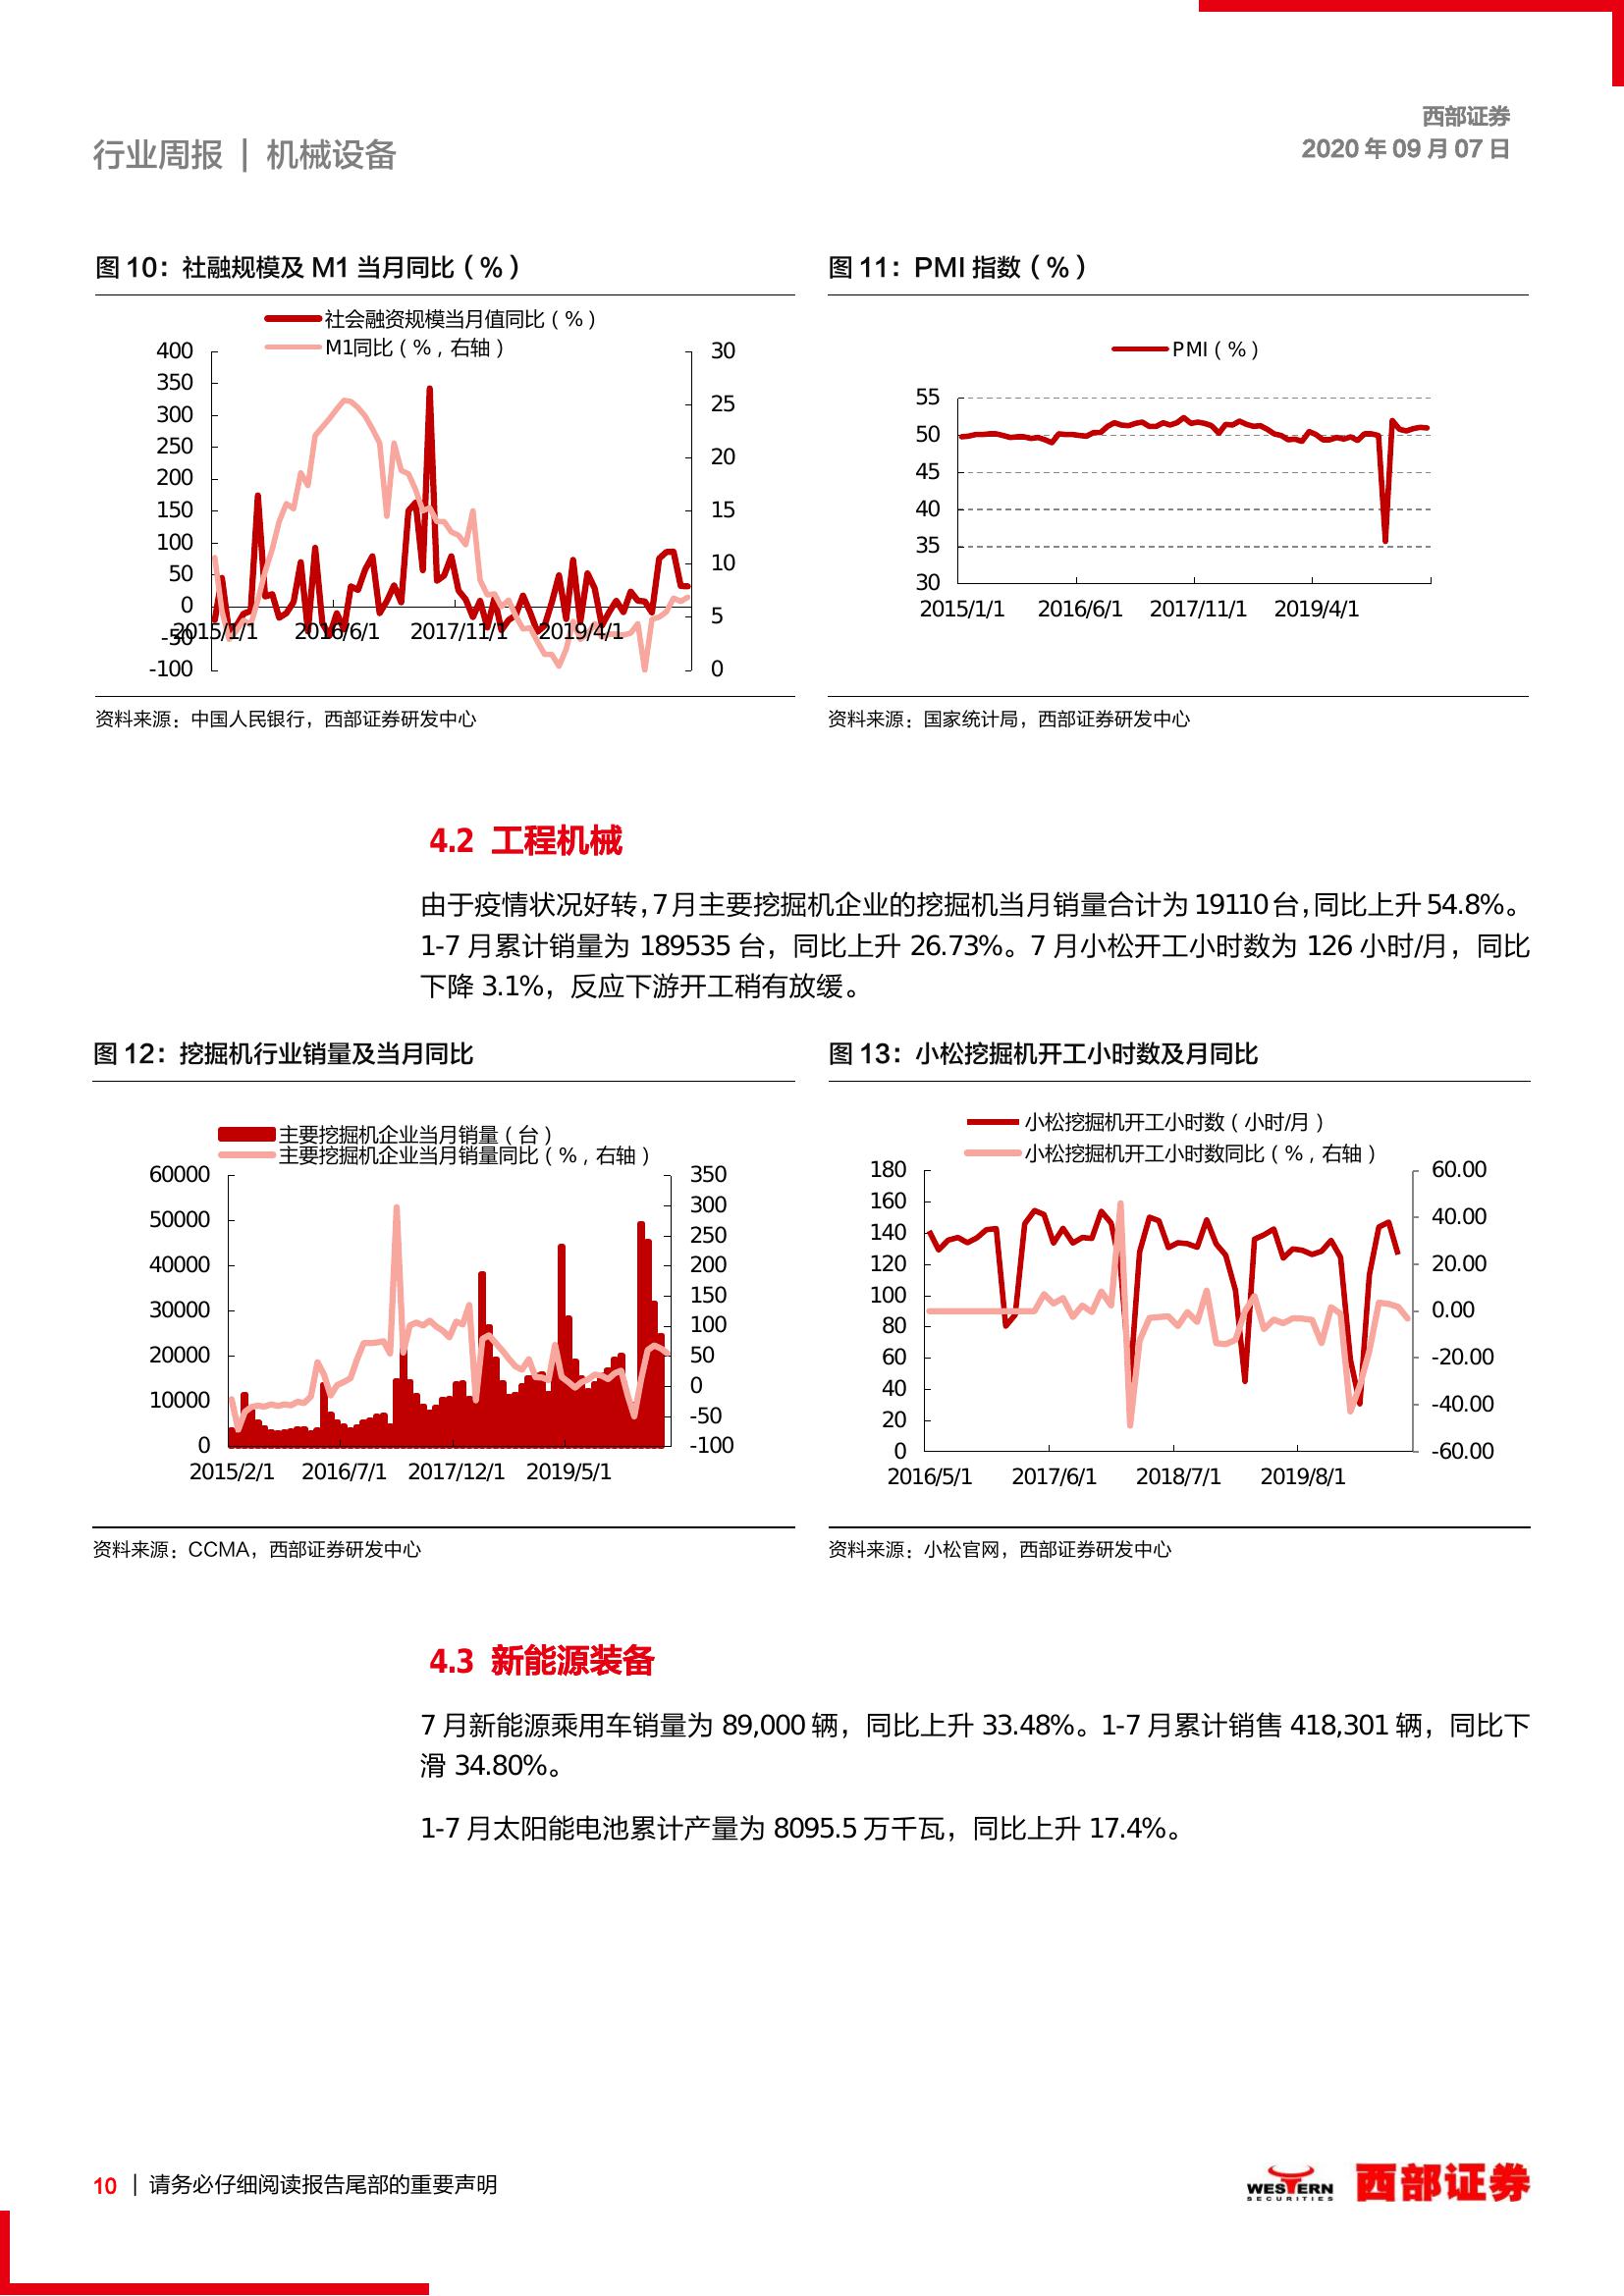 西部证券
行业周报 | 机械设备
2020 年 09 月 07 日
图 10：社融规模及 M1 当月同比（%）
社会融资规模当月值同比（%）
M1同比（%，右轴）
400
350
300
250
200
150
100
50
0
-50
-100
30
25
20
15
10
5
0
2015/1/1 2016/6/1 2017/11/1 2019/4/1
资料来源：中国人民银行，西部证券研发中心
图 11：PMI 指数（%）
PMI（%）
55
50
45
40
35
30
2015/1/1 2016/6/1 2017/11/1 2019/4/1
资料来源：国家统计局，西部证券研发中心
4.2 工程机械
由于疫情状况好转，7 月主要挖掘机企业的挖掘机当月销量合计为 19110 台，同比上升 54.8%。
1-7 月累计销量为 189535 台，同比上升 26.73%。7 月小松开工小时数为 126 小时/月，同比
下降 3.1%，反应下游开工稍有放缓。
图 12：挖掘机行业销量及当月同比
主要挖掘机企业当月销量（台）
主要挖掘机企业当月销量同比（%，右轴）
60000
50000
40000
30000
20000
10000
0
350
300
250
200
150
100
50
0
-50
-100
2015/2/1 2016/7/1 2017/12/1 2019/5/1
资料来源：CCMA，西部证券研发中心
图 13：小松挖掘机开工小时数及月同比
小松挖掘机开工小时数（小时/月）
小松挖掘机开工小时数同比（%，右轴）
180
160
140
120
100
80
60
40
20
0
60.00
40.00
20.00
0.00
-20.00
-40.00
-60.00
2016/5/1 2017/6/1 2018/7/1 2019/8/1
资料来源：小松官网，西部证券研发中心
4.3 新能源装备
7 月新能源乘用车销量为 89,000 辆，同比上升 33.48%。1-7 月累计销售 418,301 辆，同比下
滑 34.80%。
1-7 月太阳能电池累计产量为 8095.5 万千瓦，同比上升 17.4%。
10 | 请务必仔细阅读报告尾部的重要声明
WESTERN
SECURITIES
西部证券